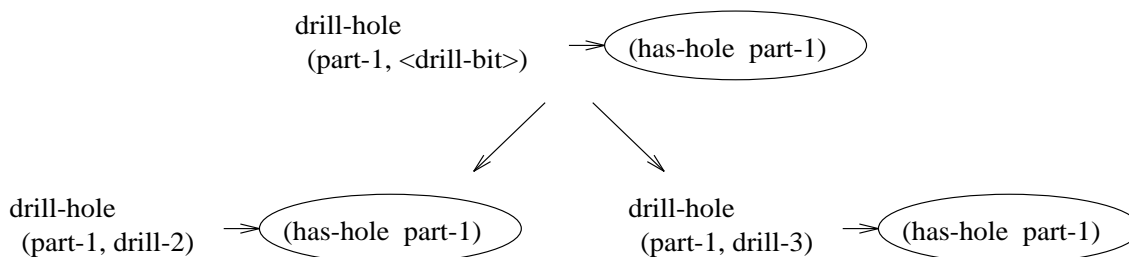 drill-hole
(part-1, <drill-bit>)
(has-hole part-1)
drill-hole
(part-1, drill-2)
(has-hole part-1)
drill-hole
(part-1, drill-3)
(has-hole part-1)